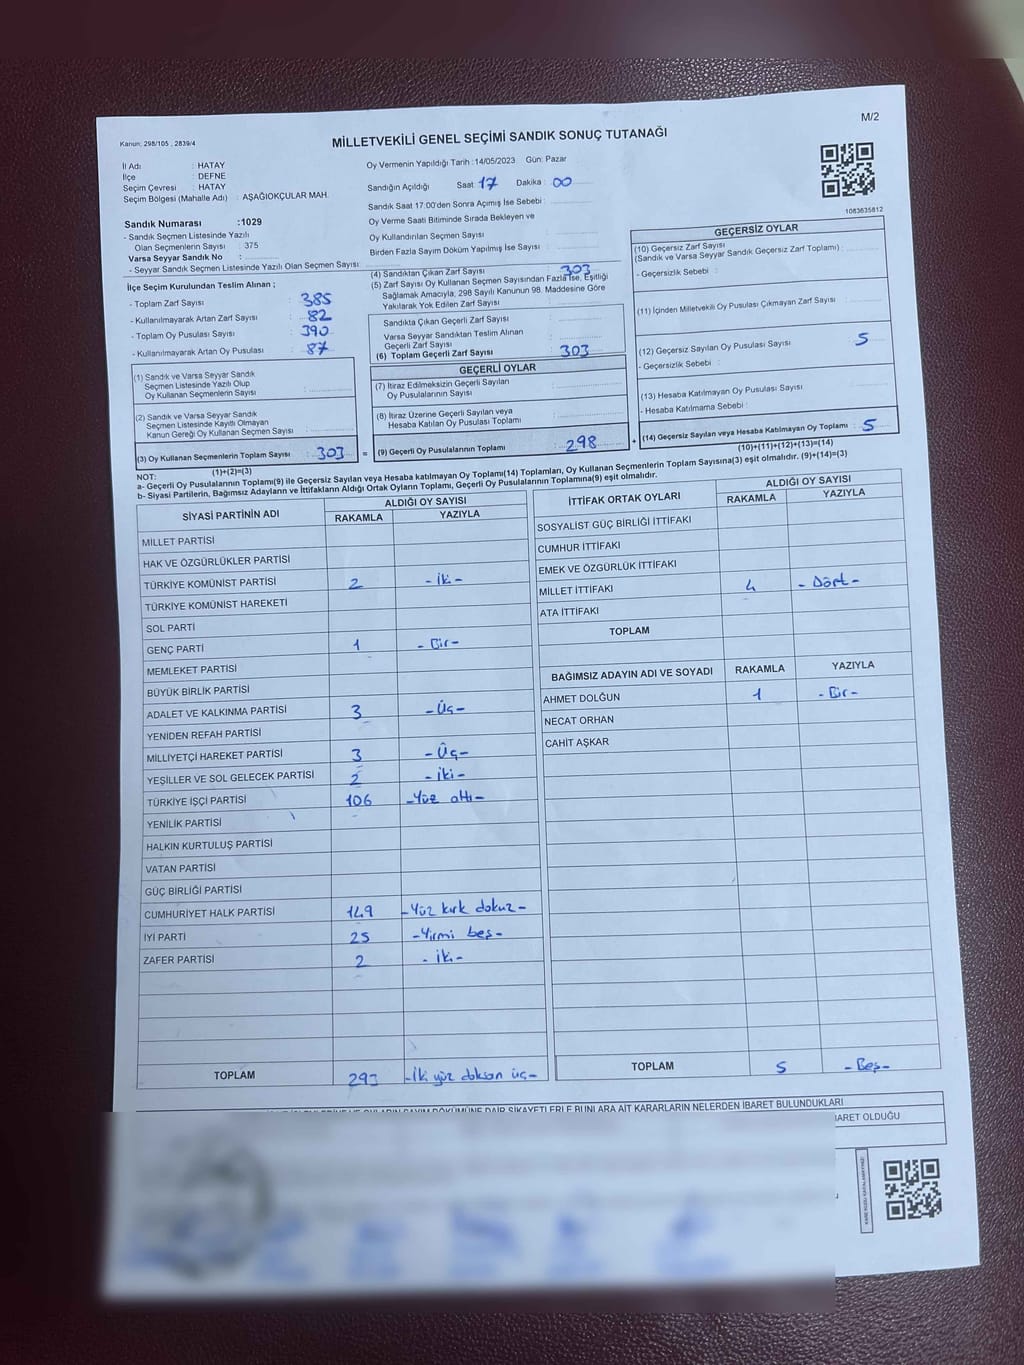 M/2
Kanun: 298/105 , 2839/4
MİLLETVEKİLİ GENEL SEÇİMİ SANDIK SONUÇ TUTANAĞI
İl Adı : HATAY
İlçe : DEFNE
Seçim Çevresi : HATAY
Seçim Bölgesi (Mahalle Adı) : AŞAĞIOKÇULAR MAH.
Oy Vermenin Yapıldığı Tarih : 14/05/2023 Gün: Pazar
Sandığın Açıldığı Saat 17 Dakika : 00
Sandık Saat 17.00'den Sonra Açımış İse Sebebi :
Oy Verme Saati Bitiminde Sırada Bekleyen ve
Oy Kullandırılan Seçmen Sayısı :
Birden Fazla Sayım Döküm Yapılmış İse Sayısı :
1083635812
Sandık Numarası :1029
- Sandık Seçmen Listesinde Yazılı
Olan Seçmenlerin Sayısı : 375
Varsa Seyyar Sandık No :
- Seyyar Sandık Seçmen Listesinde Yazılı Olan Seçmen Sayısı :
İlçe Seçim Kurulundan Teslim Alınan ;
- Toplam Zarf Sayısı : 385
- Kullanılmayarak Artan Zarf Sayısı : 82
- Toplam Oy Pusulası Sayısı : 390
- Kullanılmayarak Artan Oy Pusulası : 87
(1) Sandık ve Varsa Seyyar Sandık
Seçmen Listesinde Yazılı Olup
Oy Kullanan Seçmenlerin Sayısı :
(2) Sandık ve Varsa Seyyar Sandık
Seçmen Listesinde Kayıtlı Olmayan
Kanun Gereği Oy Kullanan Seçmen Sayısı :
(3) Oy Kullanan Seçmenlerin Toplam Sayısı : 303
(1)+(2)=(3)
(4) Sandıktan Çıkan Zarf Sayısı : 303
(5) Zarf Sayısı Oy Kullanan Seçmen Sayısından Fazla İse, Eşitliği
Sağlamak Amacıyla, 298 Sayılı Kanunun 98. Maddesine Göre
Yakılarak Yok Edilen Zarf Sayısı :
Sandıkta Çıkan Geçerli Zarf Sayısı :
Varsa Seyyar Sandıktan Teslim Alınan
Geçerli Zarf Sayısı :
(6) Toplam Geçerli Zarf Sayısı : 303
GEÇERLİ OYLAR
(7) İtiraz Edilmeksizin Geçerli Sayılan
Oy Pusulalarının Sayısı :
(8) İtiraz Üzerine Geçerli Sayılan veya
Hesaba Katılan Oy Pusulası Toplamı :
= (9) Geçerli Oy Pusulalarının Toplamı : 298
GEÇERSİZ OYLAR
(10) Geçersiz Zarf Sayısı
(Sandık ve Varsa Seyyar Sandık Geçersiz Zarf Toplamı) :
- Geçersizlik Sebebi :
(11) İçinden Milletvekili Oy Pusulası Çıkmayan Zarf Sayısı :
(12) Geçersiz Sayılan Oy Pusulası Sayısı : 5
- Geçersizlik Sebebi :
(13) Hesaba Katılmayan Oy Pusulası Sayısı :
- Hesaba Katılmama Sebebi :
+ (14) Geçersiz Sayılan veya Hesaba Katılmayan Oy Toplamı : 5
(10)+(11)+(12)+(13)=(14)
NOT:
a- Geçerli Oy Pusulalarının Toplamı(9) ile Geçersiz Sayılan veya Hesaba katılmayan Oy Toplamı(14) Toplamları, Oy Kullanan Seçmenlerin Toplam Sayısına(3) eşit olmalıdır. (9)+(14)=(3)
b- Siyasi Partilerin, Bağımsız Adayların ve İttifakların Aldığı Ortak Oyların Toplamı, Geçerli Oy Pusulalarının Toplamına(9) eşit olmalıdır.
SİYASİ PARTİNİN ADI ALDIĞI OY SAYISI
RAKAMLA YAZIYLA
MİLLET PARTİSİ
HAK VE ÖZGÜRLÜKLER PARTİSİ
TÜRKİYE KOMÜNİST PARTİSİ 2 - İki -
TÜRKİYE KOMÜNİST HAREKETİ
SOL PARTİ
GENÇ PARTİ 1 - Bir -
MEMLEKET PARTİSİ
BÜYÜK BİRLİK PARTİSİ
ADALET VE KALKINMA PARTİSİ 3 - Üç -
YENİDEN REFAH PARTİSİ
MİLLİYETÇİ HAREKET PARTİSİ 3 - Üç -
YEŞİLLER VE SOL GELECEK PARTİSİ 2 - İki -
TÜRKİYE İŞÇİ PARTİSİ 106 - Yüz altı -
YENİLİK PARTİSİ
HALKIN KURTULUŞ PARTİSİ
VATAN PARTİSİ
GÜÇ BİRLİĞİ PARTİSİ
CUMHURİYET HALK PARTİSİ 149 - Yüz kırk dokuz -
İYİ PARTİ 25 - Yirmi beş -
ZAFER PARTİSİ 2 - İki -
TOPLAM 293 - İki yüz doksan üç -
İTTİFAK ORTAK OYLARI ALDIĞI OY SAYISI
RAKAMLA YAZIYLA
SOSYALİST GÜÇ BİRLİĞİ İTTİFAKI
CUMHUR İTTİFAKI
EMEK VE ÖZGÜRLÜK İTTİFAKI
MİLLET İTTİFAKI 4 - Dört -
ATA İTTİFAKI
TOPLAM
BAĞIMSIZ ADAYIN ADI VE SOYADI RAKAMLA YAZIYLA
AHMET DOLĞUN 1 - Bir -
NECAT ORHAN
CAHİT AŞKAR
TOPLAM 5 - Beş -
OYLARIN SAYIM DÖKÜMÜNE DAİR ŞİKAYETLERLE BUNLARA AİT KARARLARIN NELERDEN İBARET BULUNDUKLARI
İBARET OLDUĞU